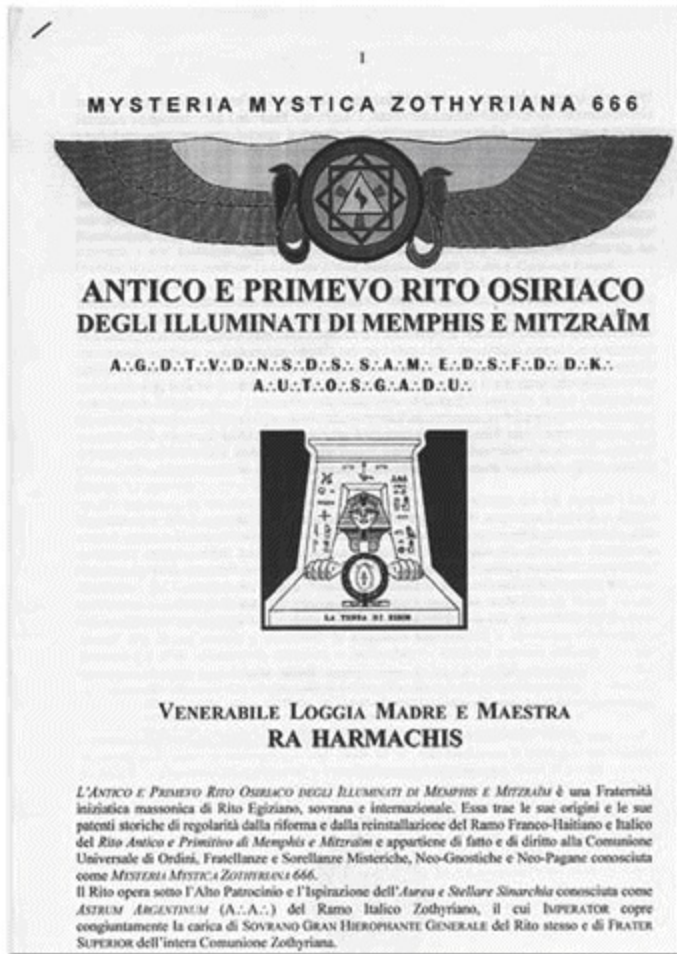 1
MYSTERIA MYSTICA ZOTHYRIANA 666
ANTICO E PRIMEVO RITO OSIRIACO
DEGLI ILLUMINATI DI MEMPHIS E MITZRAÏM
A∴G∴D∴T∴V∴D∴N∴S∴D∴S∴ S∴A∴M∴ E∴D∴S∴F∴D∴ D∴K∴
A∴U∴T∴O∴S∴G∴A∴D∴U∴
VENERABILE LOGGIA MADRE E MAESTRA
RA HARMACHIS
L'ANTICO E PRIMEVO RITO OSIRIACO DEGLI ILLUMINATI DI MEMPHIS E MITZRAÏM è una Fraternità
iniziatica massonica di Rito Egiziano, sovrana e internazionale. Essa trae le sue origini e le sue
patenti storiche di regolarità dalla riforma e dalla reinstallazione del Ramo Franco-Haitiano e Italico
del Rito Antico e Primitivo di Memphis e Mitzraim e appartiene di fatto e di diritto alla Comunione
Universale di Ordini, Fratellanze e Sorellanze Misteriche, Neo-Gnostiche e Neo-Pagane conosciuta
come MYSTERIA MYSTICA ZOTHYRIANA 666.
Il Rito opera sotto l'Alto Patrocinio e l'Ispirazione dell'Aurea e Stellare Sinarchia conosciuta come
ASTRUM ARGENTINUM (A∴A∴) del Ramo Italico Zothyriano, il cui IMPERATOR copre
congiuntamente la carica di SOVRANO GRAN HIEROPHANTE GENERALE del Rito stesso e di FRATER
SUPERIOR dell'intera Comunione Zothyriana.